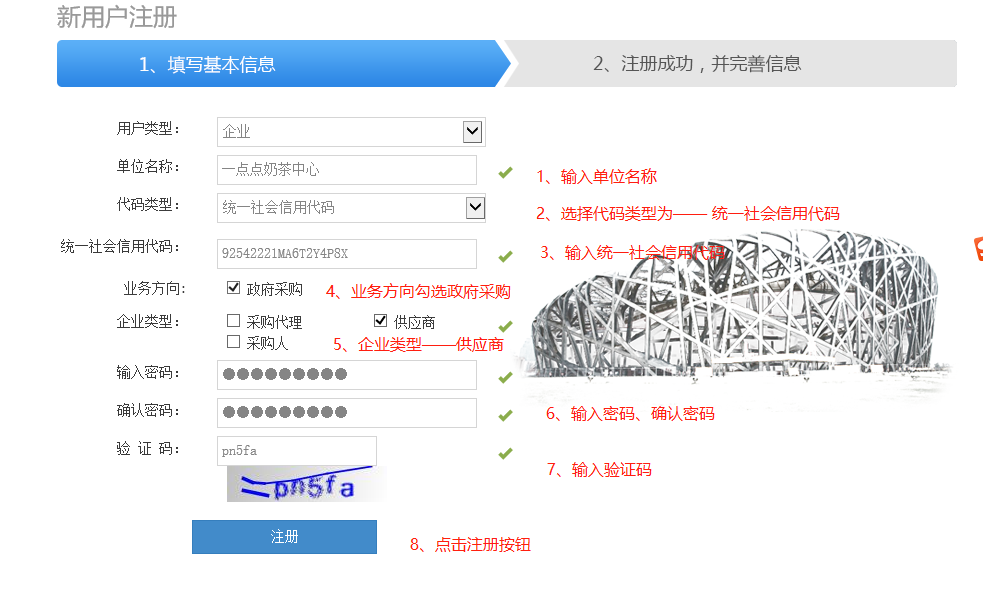 新用户注册
1、填写基本信息
2、注册成功，并完善信息
用户类型： 企业
单位名称： 一点点奶茶中心
1、输入单位名称
代码类型： 统一社会信用代码
2、选择代码类型为—— 统一社会信用代码
统一社会信用代码： 92542221MA6T2Y4P8X
3、输入统一社会信用代码
业务方向： 政府采购
4、业务方向勾选政府采购
企业类型： 采购代理 供应商
采购人
5、企业类型——供应商
输入密码：
确认密码：
6、输入密码、确认密码
验 证 码： pn5fa
7、输入验证码
pn5fa
注册
8、点击注册按钮